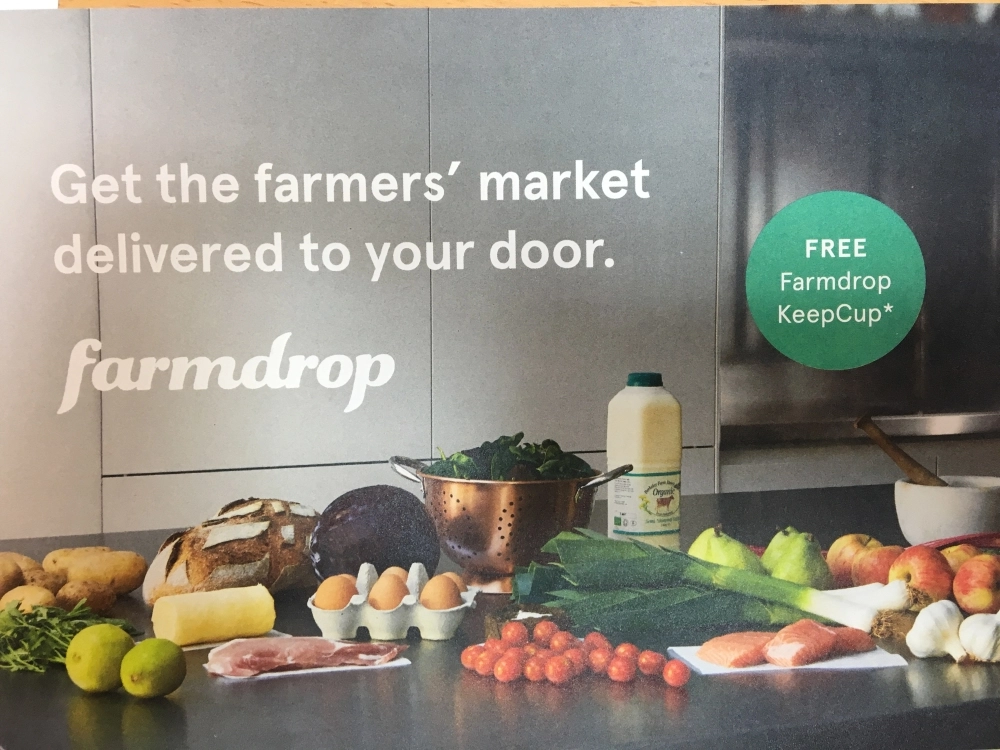 Get the farmers’ market
delivered to your door.
farmdrop
FREE
Farmdrop
KeepCup*
Organic